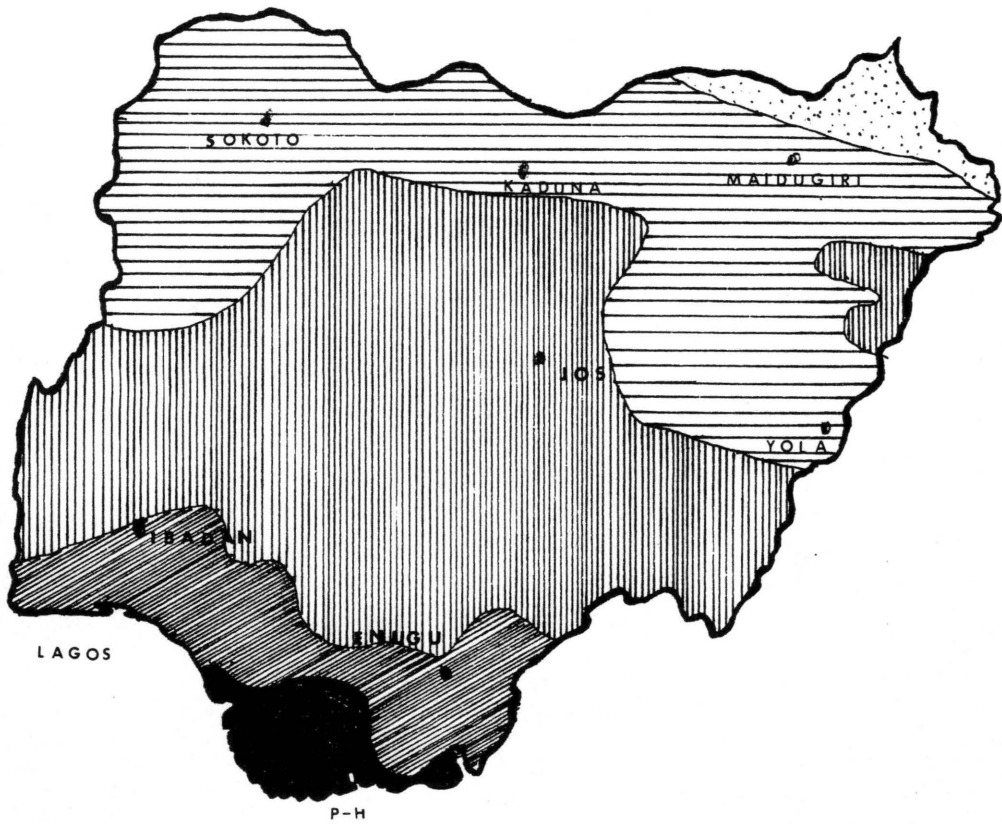 SOKOTO
KADUNA
MAIDUGIRI
JOS
YOLA
IBADAN
ENUGU
LAGOS
P-H